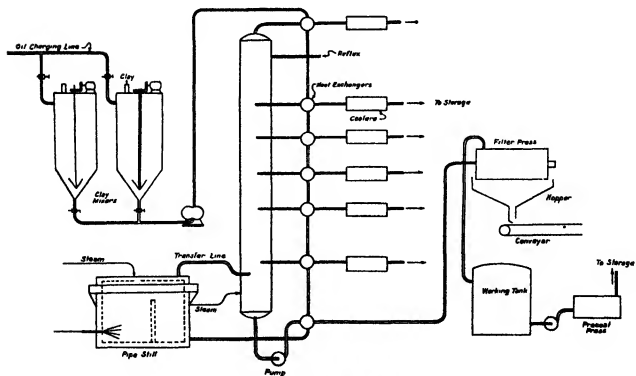 Oil Charging Line
Clay
Reflux
Heat Exchangers
Coolers
To Storage
Filter Press
Hopper
Conveyor
Clay
Mixers
Steam
Transfer Line
Steam
Pipe Still
Pump
Working Tank
To Storage
Precoat
Press